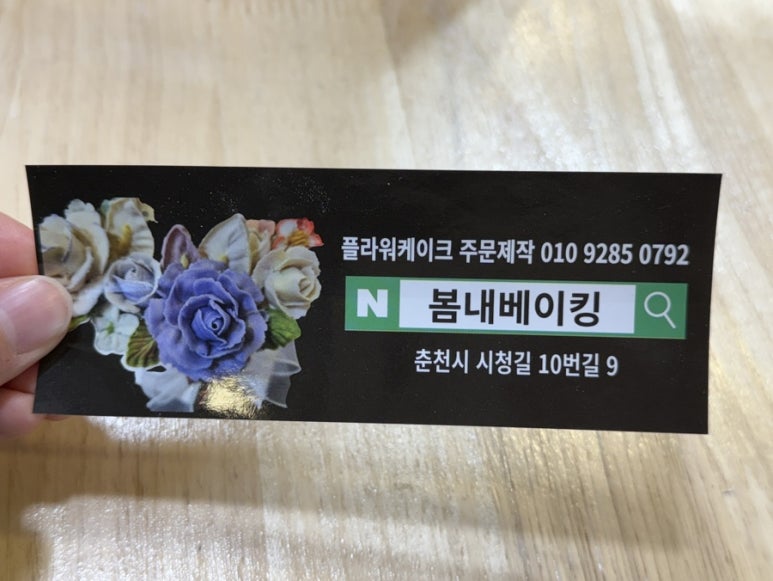 플라워케이크 주문제작 010 9285 0792
N 봄내베이킹
춘천시 시청길 10번길 9